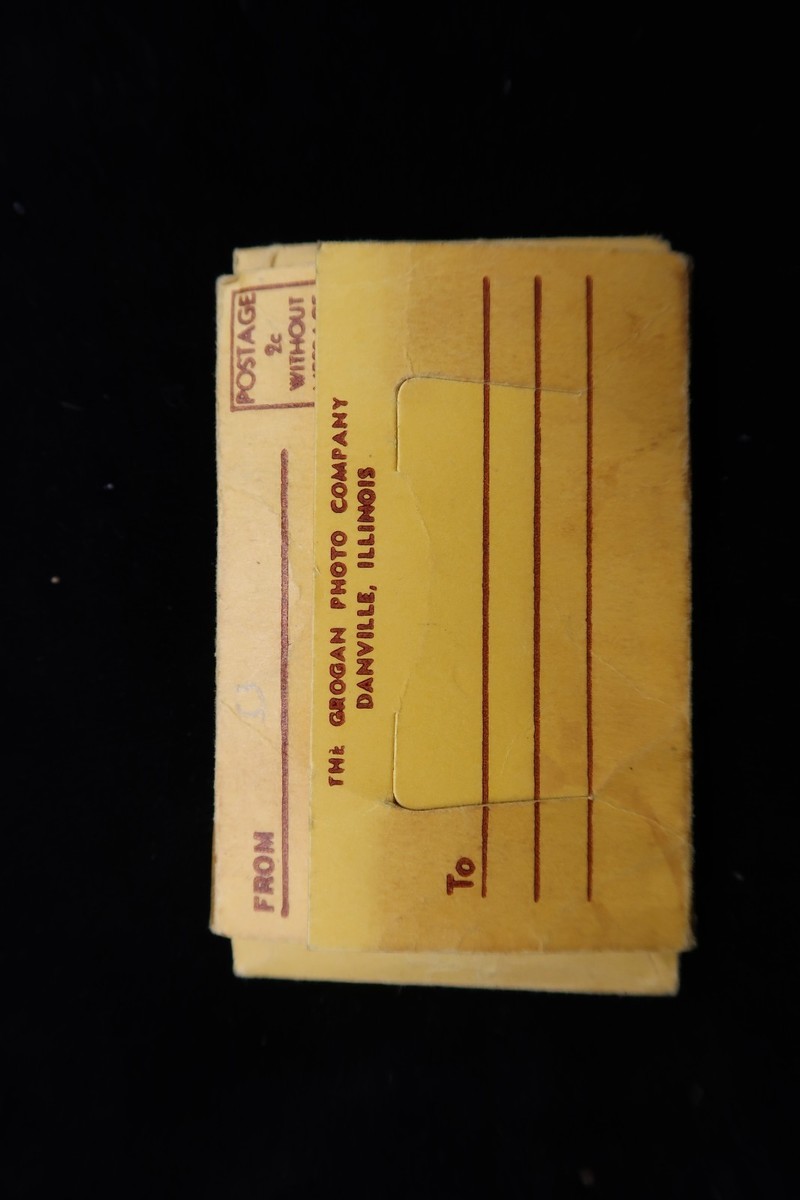 POSTAGE
2c
WITHOUT
FROM
THE GROGAN PHOTO COMPANY
DANVILLE, ILLINOIS
To